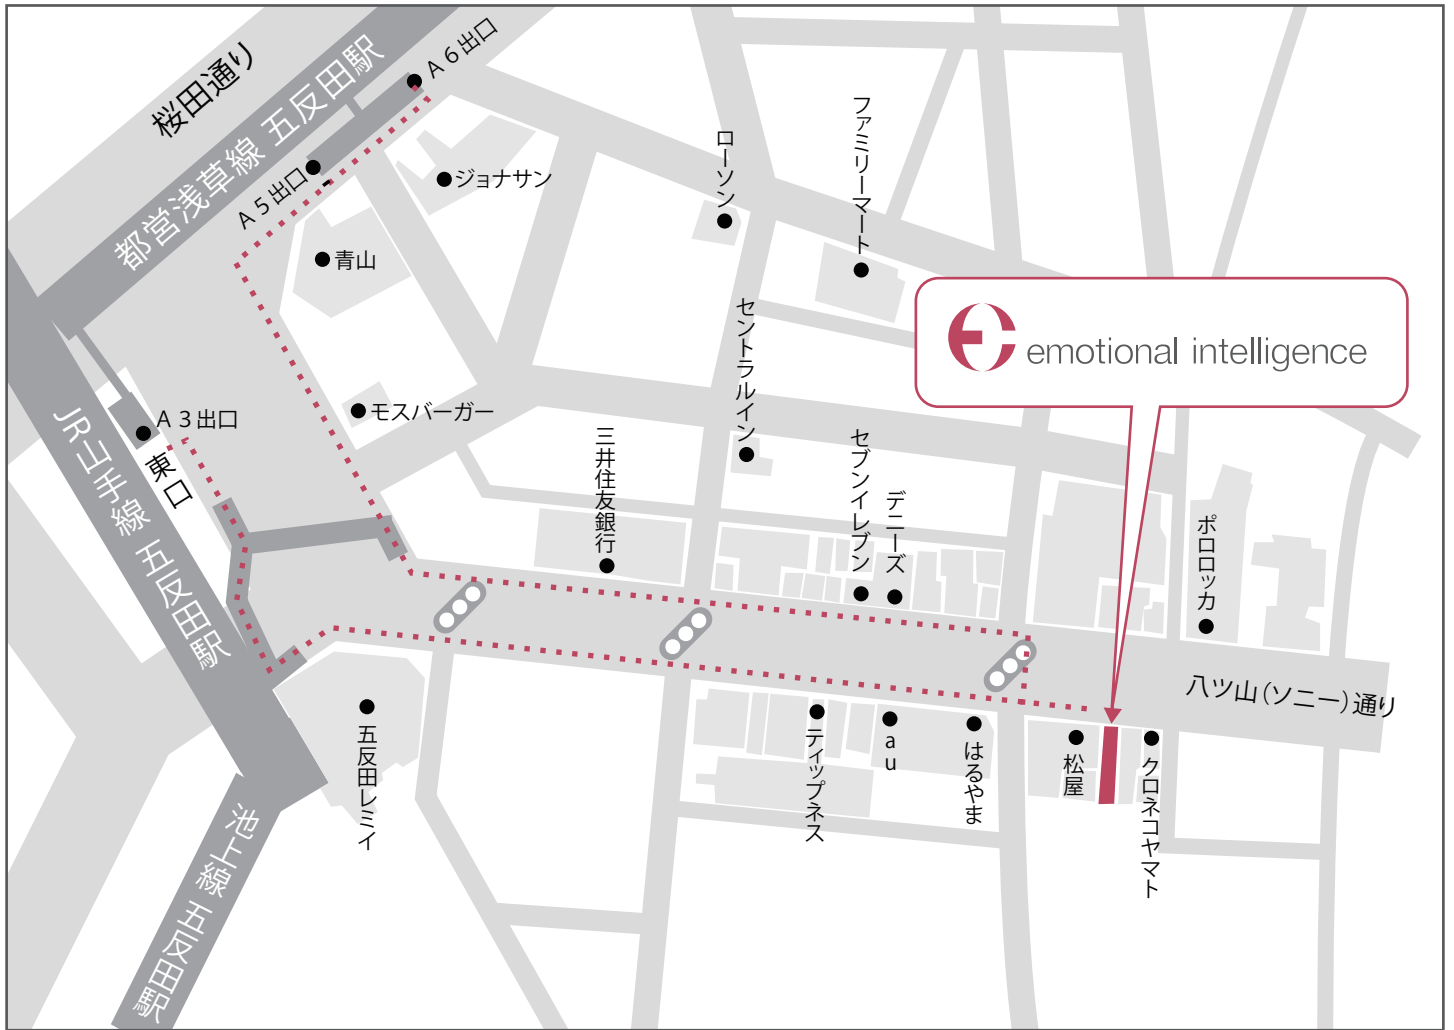 桜田通り
都営浅草線 五反田駅
A6出口
A5出口
ジョナサン
青山
ローソン
ファミリーマート
emotional intelligence
セントラルイン
モスバーガー
A3出口
東口
JR山手線 五反田駅
三井住友銀行
セブンイレブン
デニーズ
ポロロッカ
八ツ山(ソニー)通り
五反田レミィ
ティップネス
au
はるやま
松屋
クロネコヤマト
池上線 五反田駅